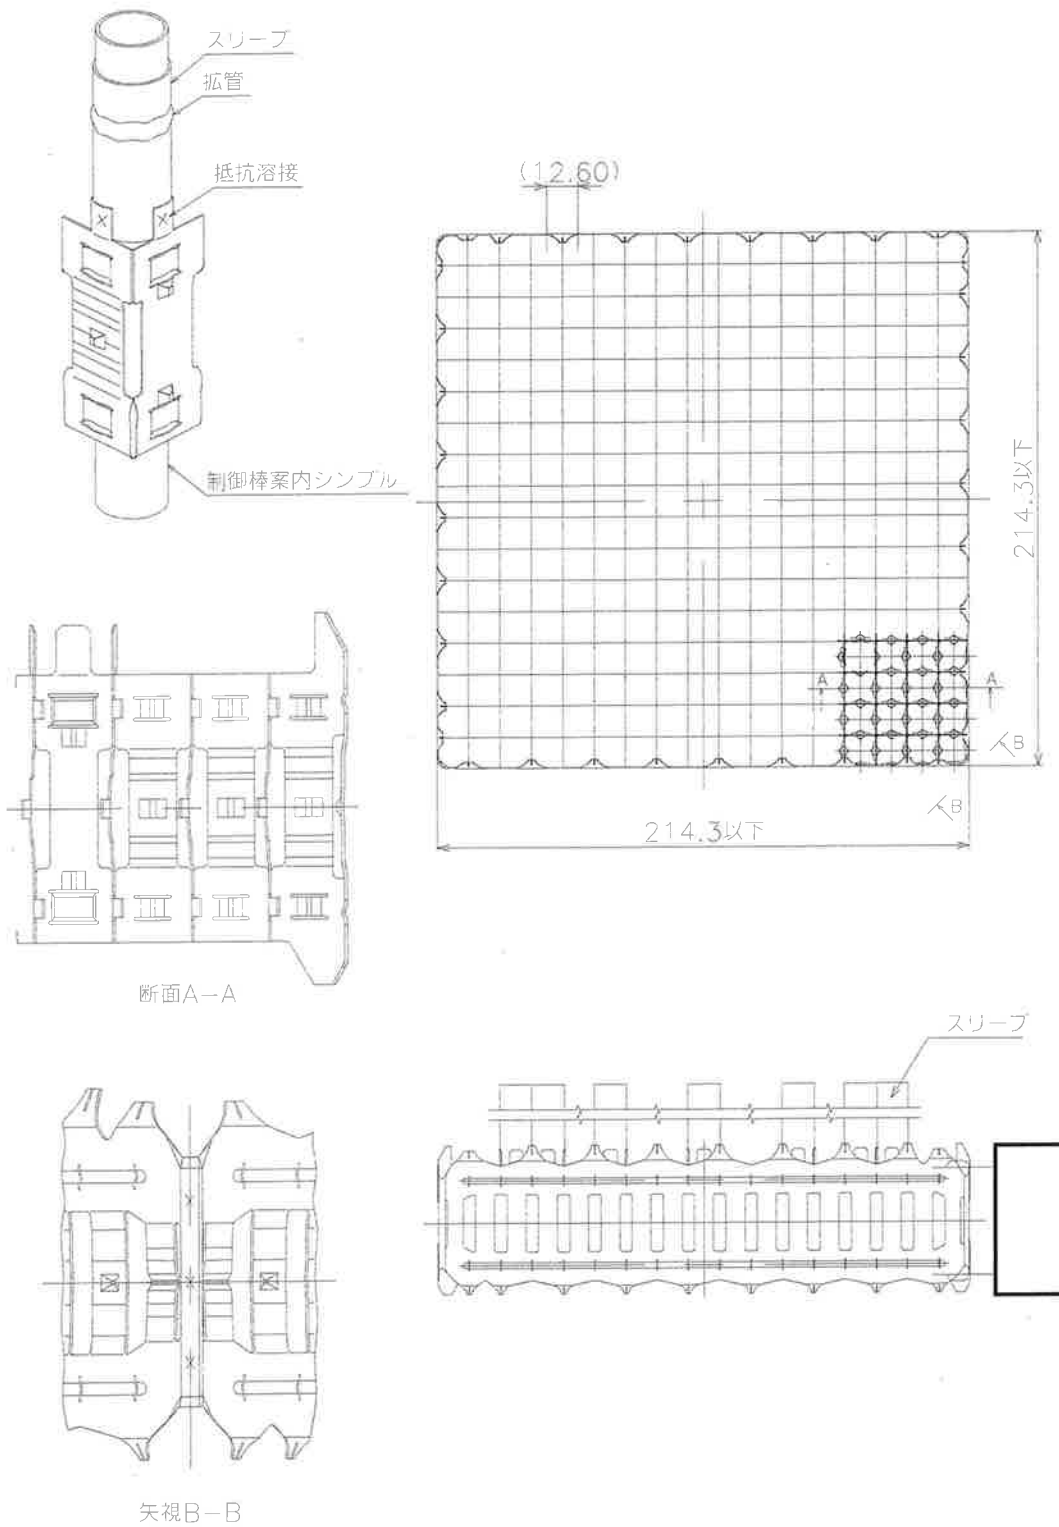 スリーブ
拡管
抵抗溶接
制御棒案内シンブル
(12.60)
214.3以下
A
A
B
B
214.3以下
断面A-A
スリーブ
矢視B-B